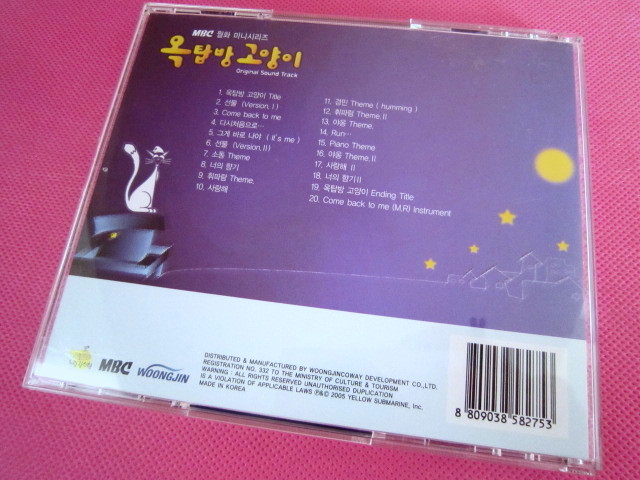 MBC 월화 미니시리즈
옥탑방 고양이
Original Sound Track
1. 옥탑방 고양이 Title
2. 선물 (Version.I)
3. Come back to me
4. 다시처음으로…
5. 그게 바로 나야 ( It's me )
6. 선물 (Version.II)
7. 소동 Theme
8. 너의 향기
9. 휘파람 Theme.
10. 사랑해
11. 경민 Theme ( humming )
12. 휘파람 Theme.II
13. 야옹 Theme.
14. Run…
15. Piano Theme
16. 야옹 Theme.II
17. 사랑해 II
18. 너의 향기II
19. 옥탑방 고양이 Ending Title
20. Come back to me (M.R) Instrument
MBC WOONGJIN
DISTRIBUTED & MANUFACTURED BY WOONGJINCOWAY DEVELOPMENT CO.,LTD.
REGISTRATION NO. 332 TO THE MINISTRY OF CULTURE & TOURISM
WARNING : ALL RIGHTS RESERVED UNAUTHORISED DUPLICATION
IS A VIOLATION OF APPLICABLE LAWS ℗&© 2005 YELLOW SUBMARINE, Inc.
MADE IN KOREA
8 809038 582753